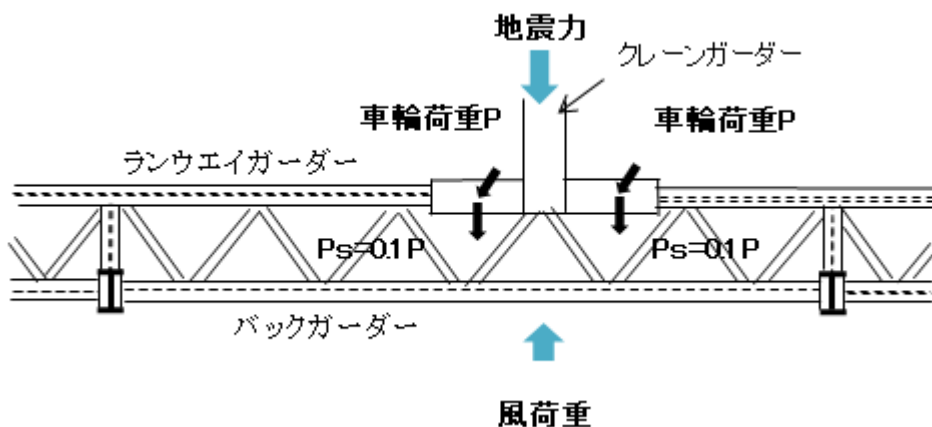 地震力
クレーンガーダー
車輪荷重P
車輪荷重P
ランウエイガーダー
Ps=0.1P
Ps=0.1P
バックガーダー
風荷重